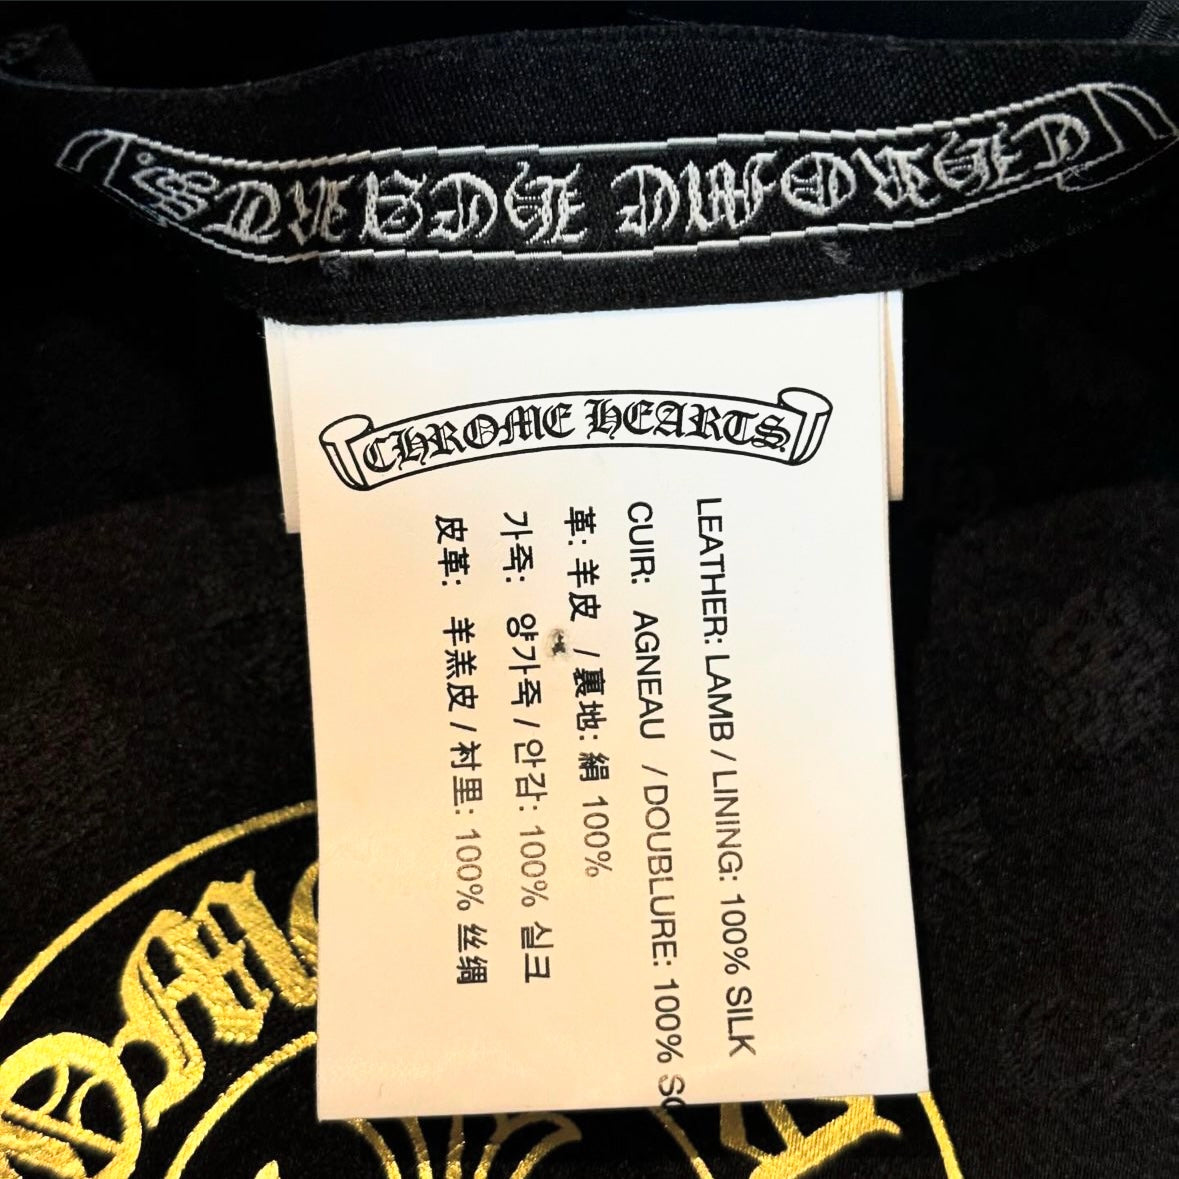 CHROME HEARTS
CHROME HEARTS
LEATHER: LAMB / LINING: 100% SILK
CUIR: AGNEAU / DOUBLURE: 100%
革: 羊皮 / 裏地: 絹 100%
가죽: 양가죽 / 안감: 100% 실크
皮革: 羊羔皮 / 衬里: 100% 丝绸